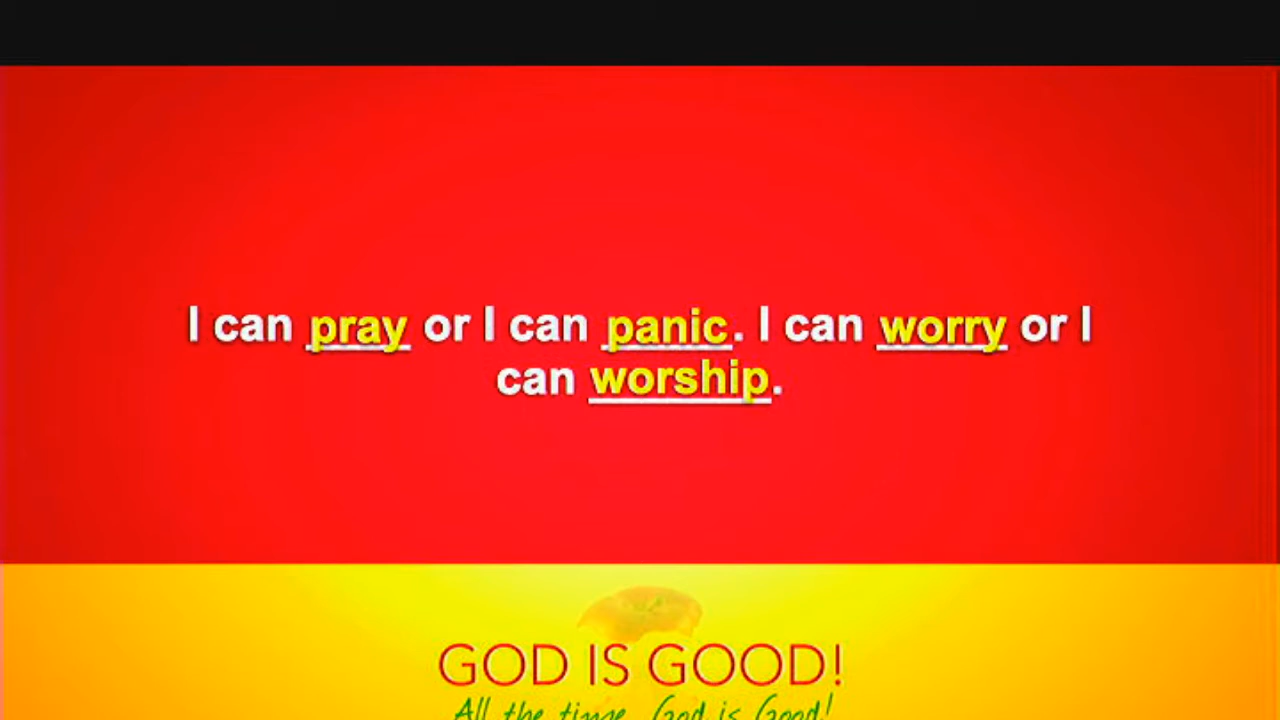 I can pray or I can panic. I can worry or I
can worship.
GOD IS GOOD!
All the time, God is Good!